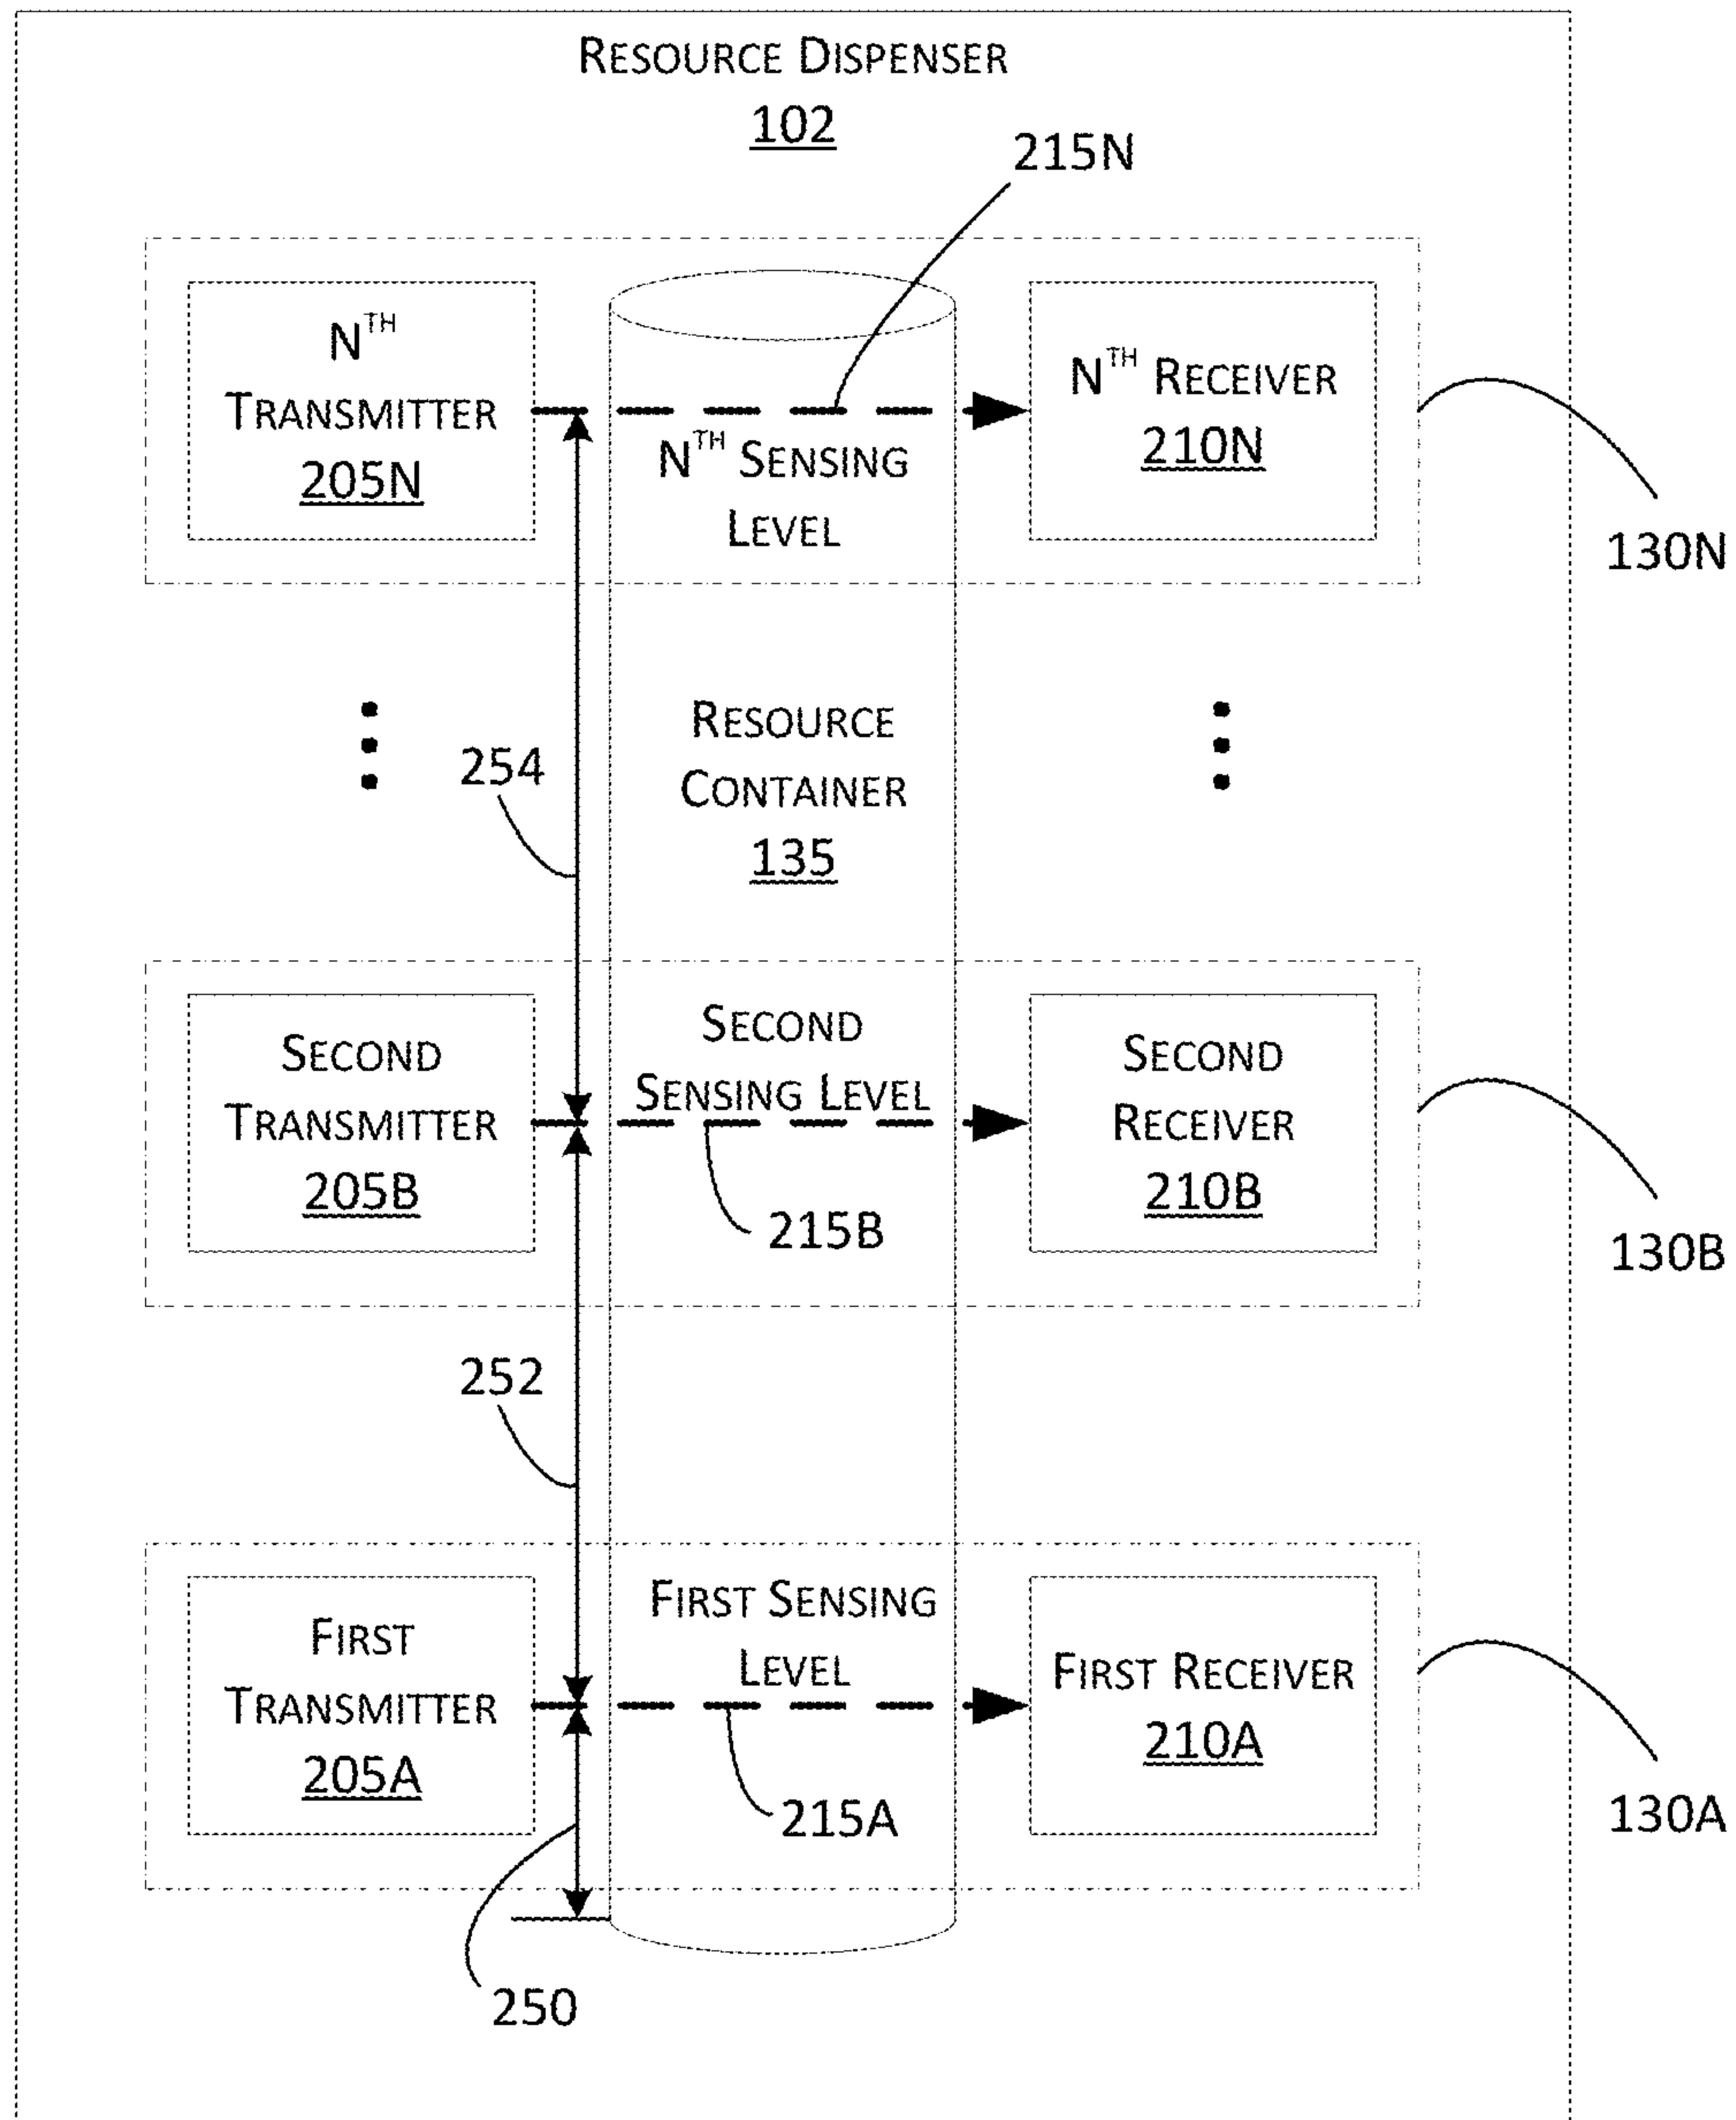 RESOURCE DISPENSER
102
215N
NTH
TRANSMITTER
205N
NTH SENSING
LEVEL
NTH RECEIVER
210N
130N
254
RESOURCE
CONTAINER
135
SECOND
TRANSMITTER
205B
SECOND
SENSING LEVEL
215B
SECOND
RECEIVER
210B
130B
252
FIRST
TRANSMITTER
205A
FIRST SENSING
LEVEL
215A
FIRST RECEIVER
210A
130A
250